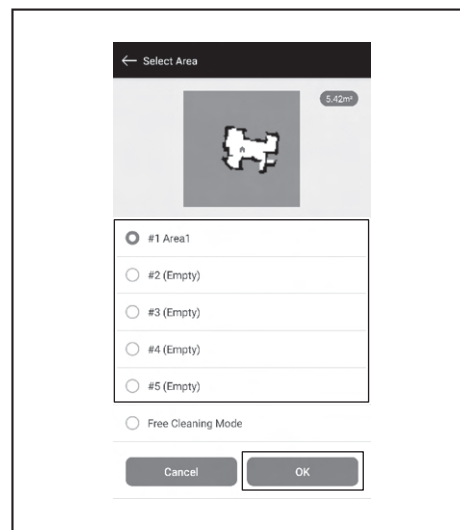 ← Select Area
5.42m²
#1 Area1
#2 (Empty)
#3 (Empty)
#4 (Empty)
#5 (Empty)
Free Cleaning Mode
Cancel OK